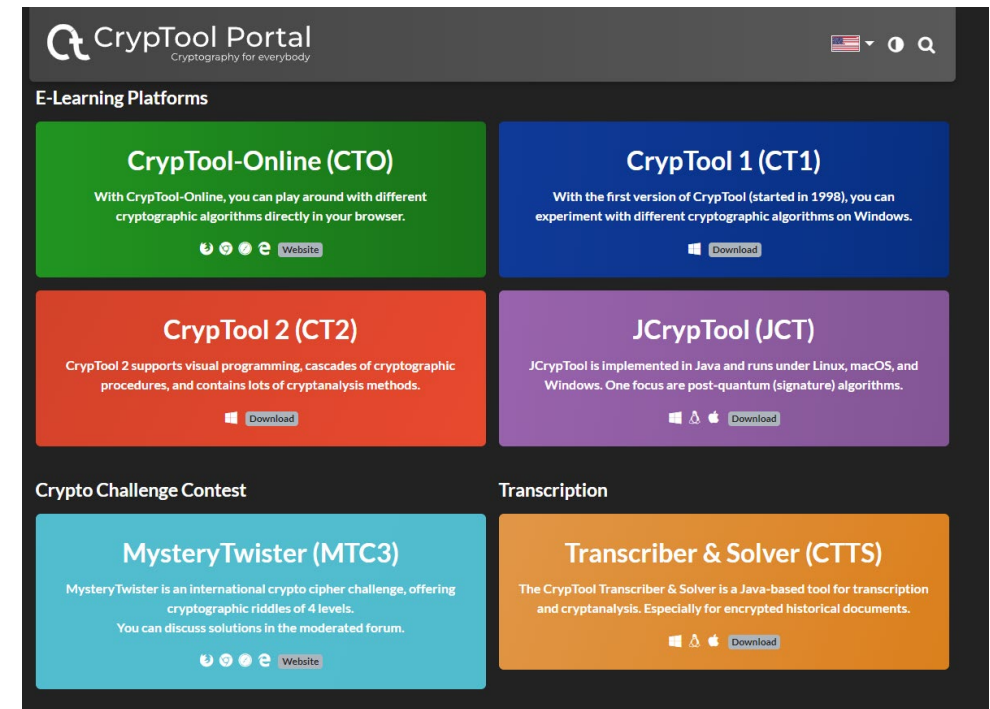 CrypTool Portal
Cryptography for everybody
E-Learning Platforms
CrypTool-Online (CTO)
With CrypTool-Online, you can play around with different
cryptographic algorithms directly in your browser.
Website
CrypTool 1 (CT1)
With the first version of CrypTool (started in 1998), you can
experiment with different cryptographic algorithms on Windows.
Download
CrypTool 2 (CT2)
CrypTool 2 supports visual programming, cascades of cryptographic
procedures, and contains lots of cryptanalysis methods.
Download
JCrypTool (JCT)
JCrypTool is implemented in Java and runs under Linux, macOS, and
Windows. One focus are post-quantum (signature) algorithms.
Download
Crypto Challenge Contest
MysteryTwister (MTC3)
MysteryTwister is an international crypto cipher challenge, offering
cryptographic riddles of 4 levels.
You can discuss solutions in the moderated forum.
Website
Transcription
Transcriber & Solver (CTTS)
The CrypTool Transcriber & Solver is a Java-based tool for transcription
and cryptanalysis. Especially for encrypted historical documents.
Download